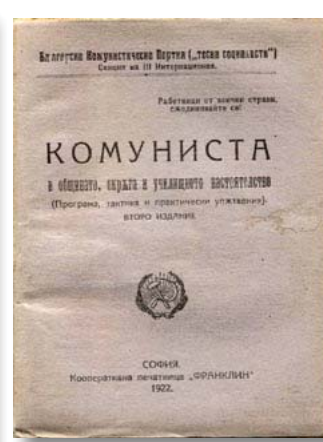 Българска Комунистическа Партия („тесни социалисти“)
Секция на III Интернационал.
Работници от всички страни,
съединявайте се!
КОМУНИСТА
в общината, окръга и училищното настоятелство
(Програма, тактика и практически упътвания).
ВТОРО ИЗДАНИЕ.
СОФИЯ.
Кооперативна печатница „ФРАНКЛИН“
1922.